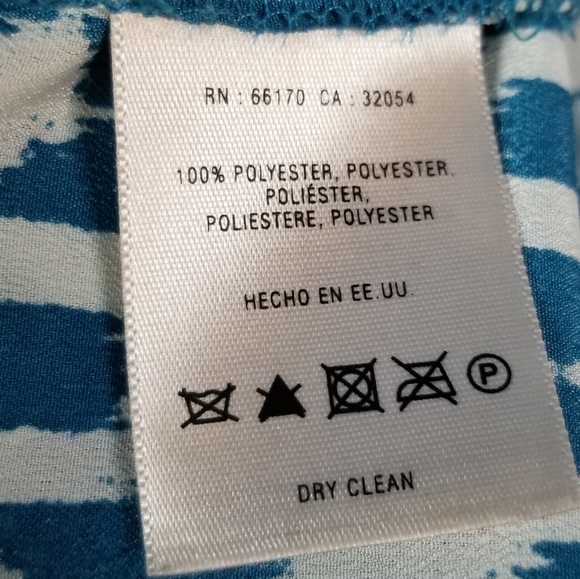 RN : 66170 CA : 32054
100% POLYESTER, POLYESTER.
POLIÉSTER,
POLIESTERE, POLYESTER
HECHO EN EE.UU.
P
DRY CLEAN